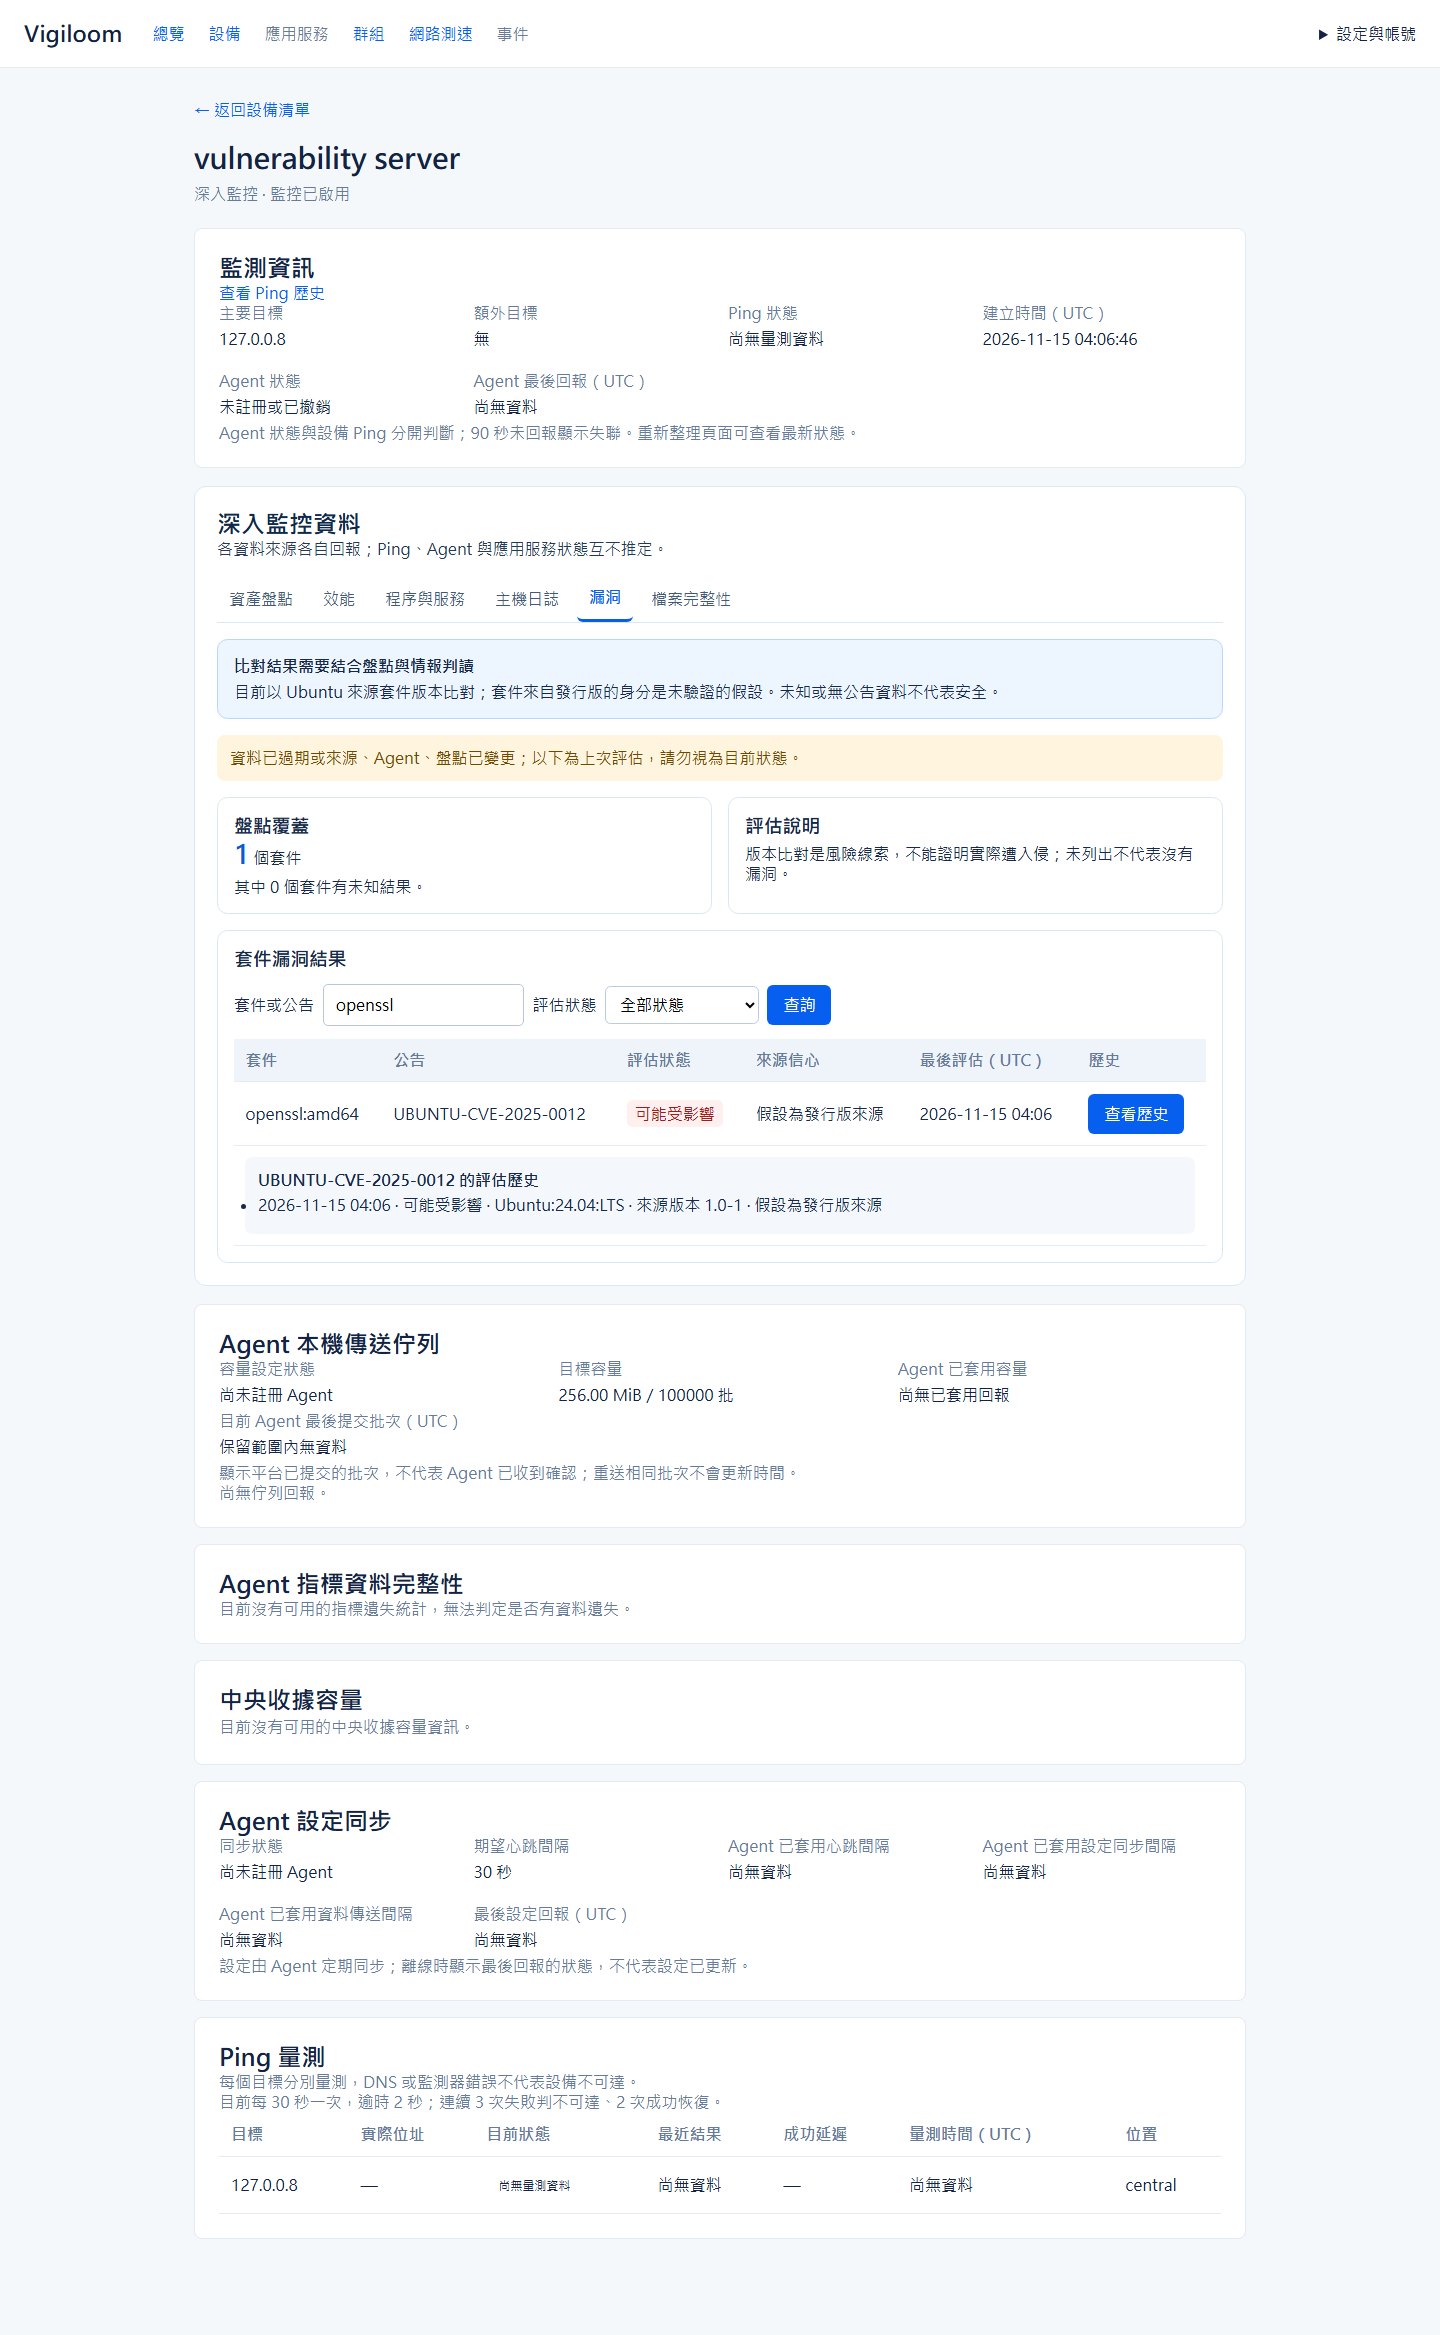 Vigiloom 總覽 設備 應用服務 群組 網路測速 事件 ▶ 設定與帳號
← 返回設備清單
vulnerability server
深入監控 · 監控已啟用
監測資訊
查看 Ping 歷史
主要目標 額外目標 Ping 狀態 建立時間（UTC）
127.0.0.8 無 尚無量測資料 2026-11-15 04:06:46
Agent 狀態 Agent 最後回報（UTC）
未註冊或已撤銷 尚無資料
Agent 狀態與設備 Ping 分開判斷；90 秒未回報顯示失聯。重新整理頁面可查看最新狀態。
深入監控資料
各資料來源各自回報；Ping、Agent 與應用服務狀態互不推定。
資產盤點 效能 程序與服務 主機日誌 漏洞 檔案完整性
比對結果需要結合盤點與情報判讀
目前以 Ubuntu 來源套件版本比對；套件來自發行版的身分是未驗證的假設。未知或無公告資料不代表安全。
資料已過期或來源、Agent、盤點已變更；以下為上次評估，請勿視為目前狀態。
盤點覆蓋
1 個套件
其中 0 個套件有未知結果。
評估說明
版本比對是風險線索，不能證明實際遭入侵；未列出不代表沒有
漏洞。
套件漏洞結果
套件或公告 openssl 評估狀態 全部狀態 查詢
套件 公告 評估狀態 來源信心 最後評估（UTC） 歷史
openssl:amd64 UBUNTU-CVE-2025-0012 可能受影響 假設為發行版來源 2026-11-15 04:06 查看歷史
UBUNTU-CVE-2025-0012 的評估歷史
• 2026-11-15 04:06 · 可能受影響 · Ubuntu:24.04:LTS · 來源版本 1.0-1 · 假設為發行版來源
Agent 本機傳送佇列
容量設定狀態 目標容量 Agent 已套用容量
尚未註冊 Agent 256.00 MiB / 100000 批 尚無已套用回報
目前 Agent 最後提交批次（UTC）
保留範圍內無資料
顯示平台已提交的批次，不代表 Agent 已收到確認；重送相同批次不會更新時間。
尚無佇列回報。
Agent 指標資料完整性
目前沒有可用的指標遺失統計，無法判定是否有資料遺失。
中央收據容量
目前沒有可用的中央收據容量資訊。
Agent 設定同步
同步狀態 期望心跳間隔 Agent 已套用心跳間隔 Agent 已套用設定同步間隔
尚未註冊 Agent 30 秒 尚無資料 尚無資料
Agent 已套用資料傳送間隔 最後設定回報（UTC）
尚無資料 尚無資料
設定由 Agent 定期同步；離線時顯示最後回報的狀態，不代表設定已更新。
Ping 量測
每個目標分別量測，DNS 或監測器錯誤不代表設備不可達。
目前每 30 秒一次，逾時 2 秒；連續 3 次失敗判不可達、2 次成功恢復。
目標 實際位址 目前狀態 最近結果 成功延遲 量測時間（UTC） 位置
127.0.0.8 — 尚無量測資料 尚無資料 — 尚無資料 central